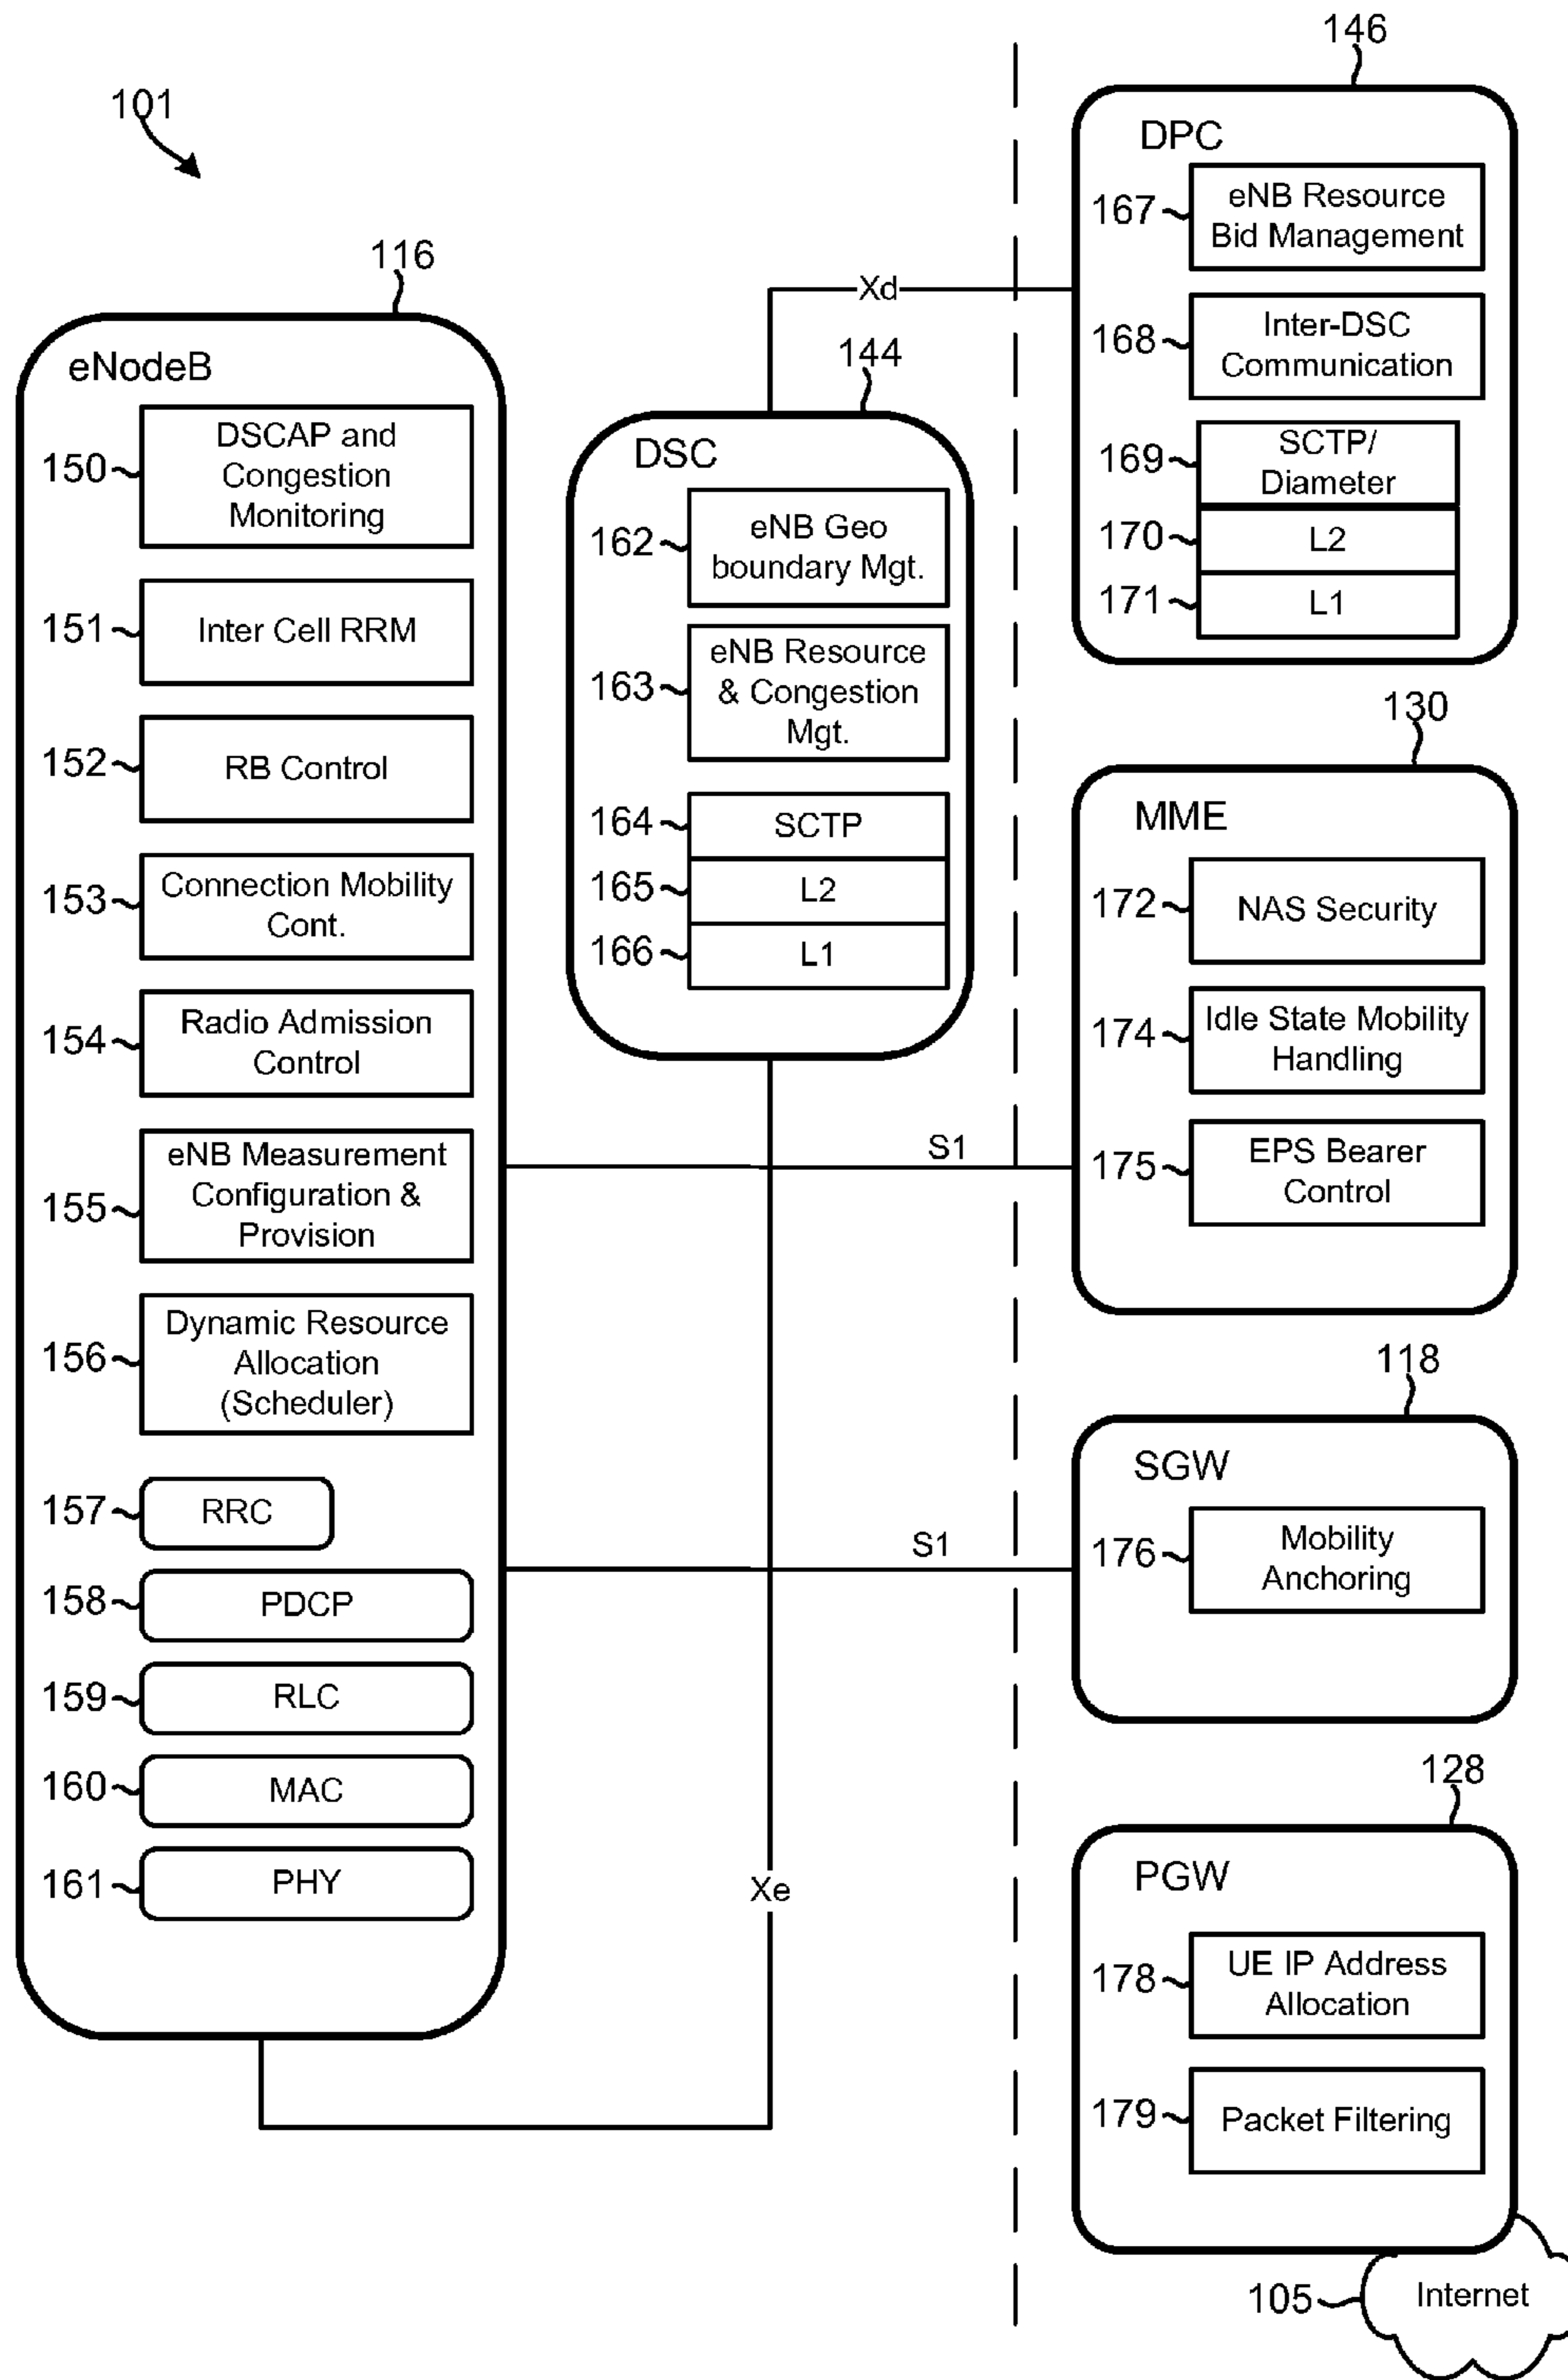 101
116
eNodeB
150
DSCAP and
Congestion
Monitoring
151
Inter Cell RRM
152
RB Control
153
Connection Mobility
Cont.
154
Radio Admission
Control
155
eNB Measurement
Configuration &
Provision
156
Dynamic Resource
Allocation
(Scheduler)
157
RRC
158
PDCP
159
RLC
160
MAC
161
PHY
Xd
144
DSC
162
eNB Geo
boundary Mgt.
163
eNB Resource
& Congestion
Mgt.
164
SCTP
165
L2
166
L1
S1
S1
Xe
146
DPC
167
eNB Resource
Bid Management
168
Inter-DSC
Communication
169
SCTP/
Diameter
170
L2
171
L1
130
MME
172
NAS Security
174
Idle State Mobility
Handling
175
EPS Bearer
Control
118
SGW
176
Mobility
Anchoring
128
PGW
178
UE IP Address
Allocation
179
Packet Filtering
105
Internet